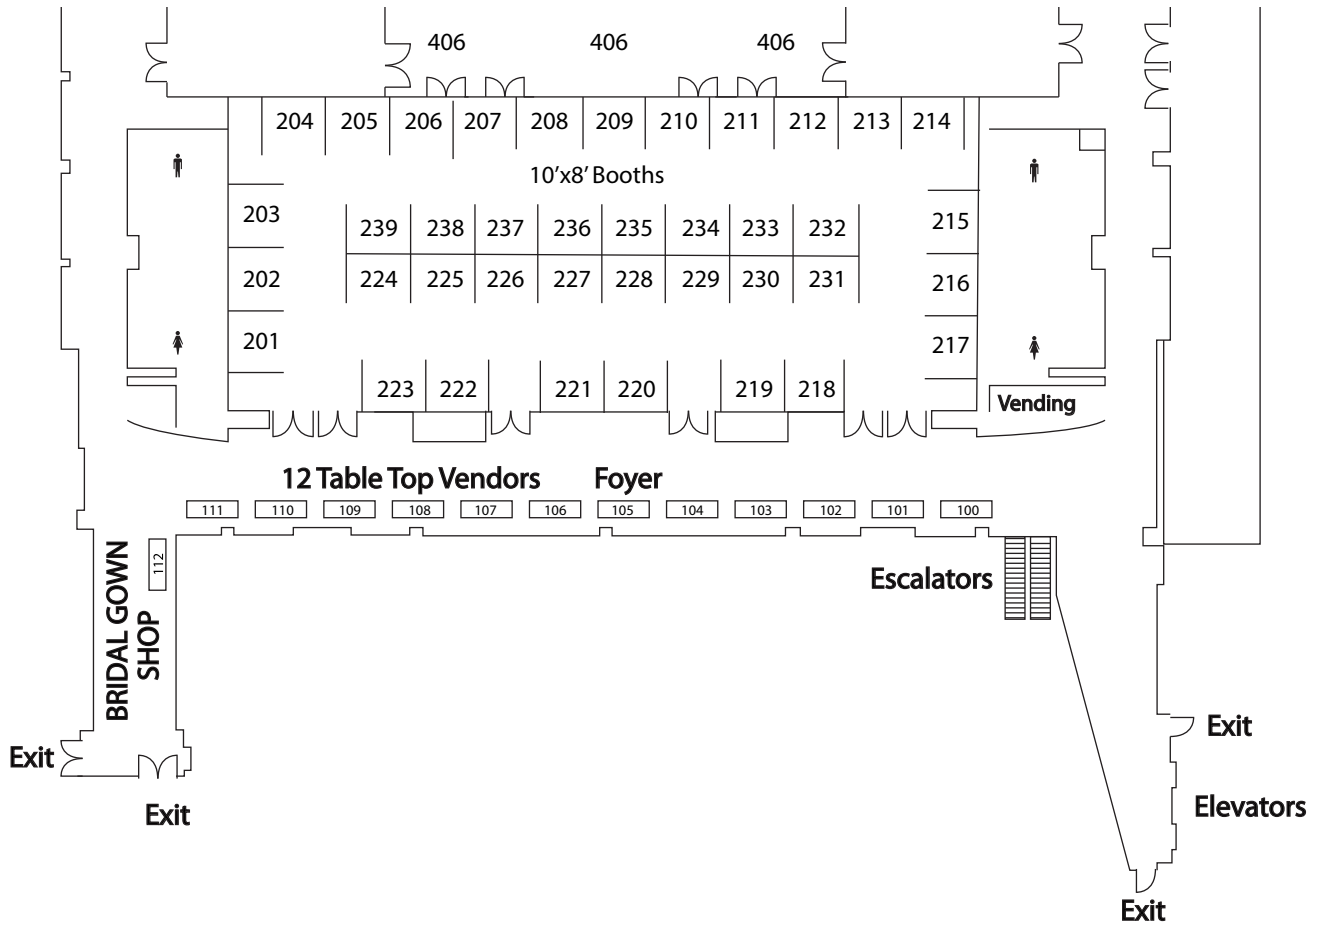 406 406 406
204 205 206 207 208 209 210 211 212 213 214
10'x8' Booths
203 215
239 238 237 236 235 234 233 232
202 224 225 226 227 228 229 230 231 216
201 217
223 222 221 220 219 218
Vending
12 Table Top Vendors Foyer
111 110 109 108 107 106 105 104 103 102 101 100
112
BRIDAL GOWN
SHOP
Escalators
Exit
Exit
Exit
Elevators
Exit